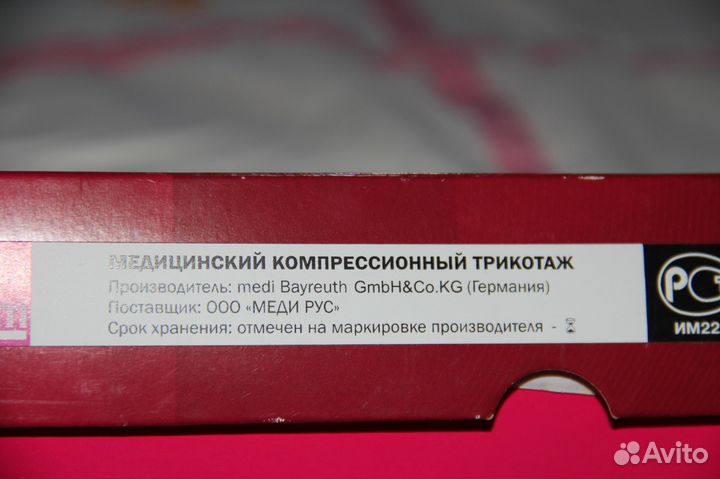 МЕДИЦИНСКИЙ КОМПРЕССИОННЫЙ ТРИКОТАЖ
Производитель: medi Bayreuth GmbH&Co.KG (Германия)
Поставщик: ООО «МЕДИ РУС»
Срок хранения: отмечен на маркировке производителя -
РСТ
ИМ22
Avito